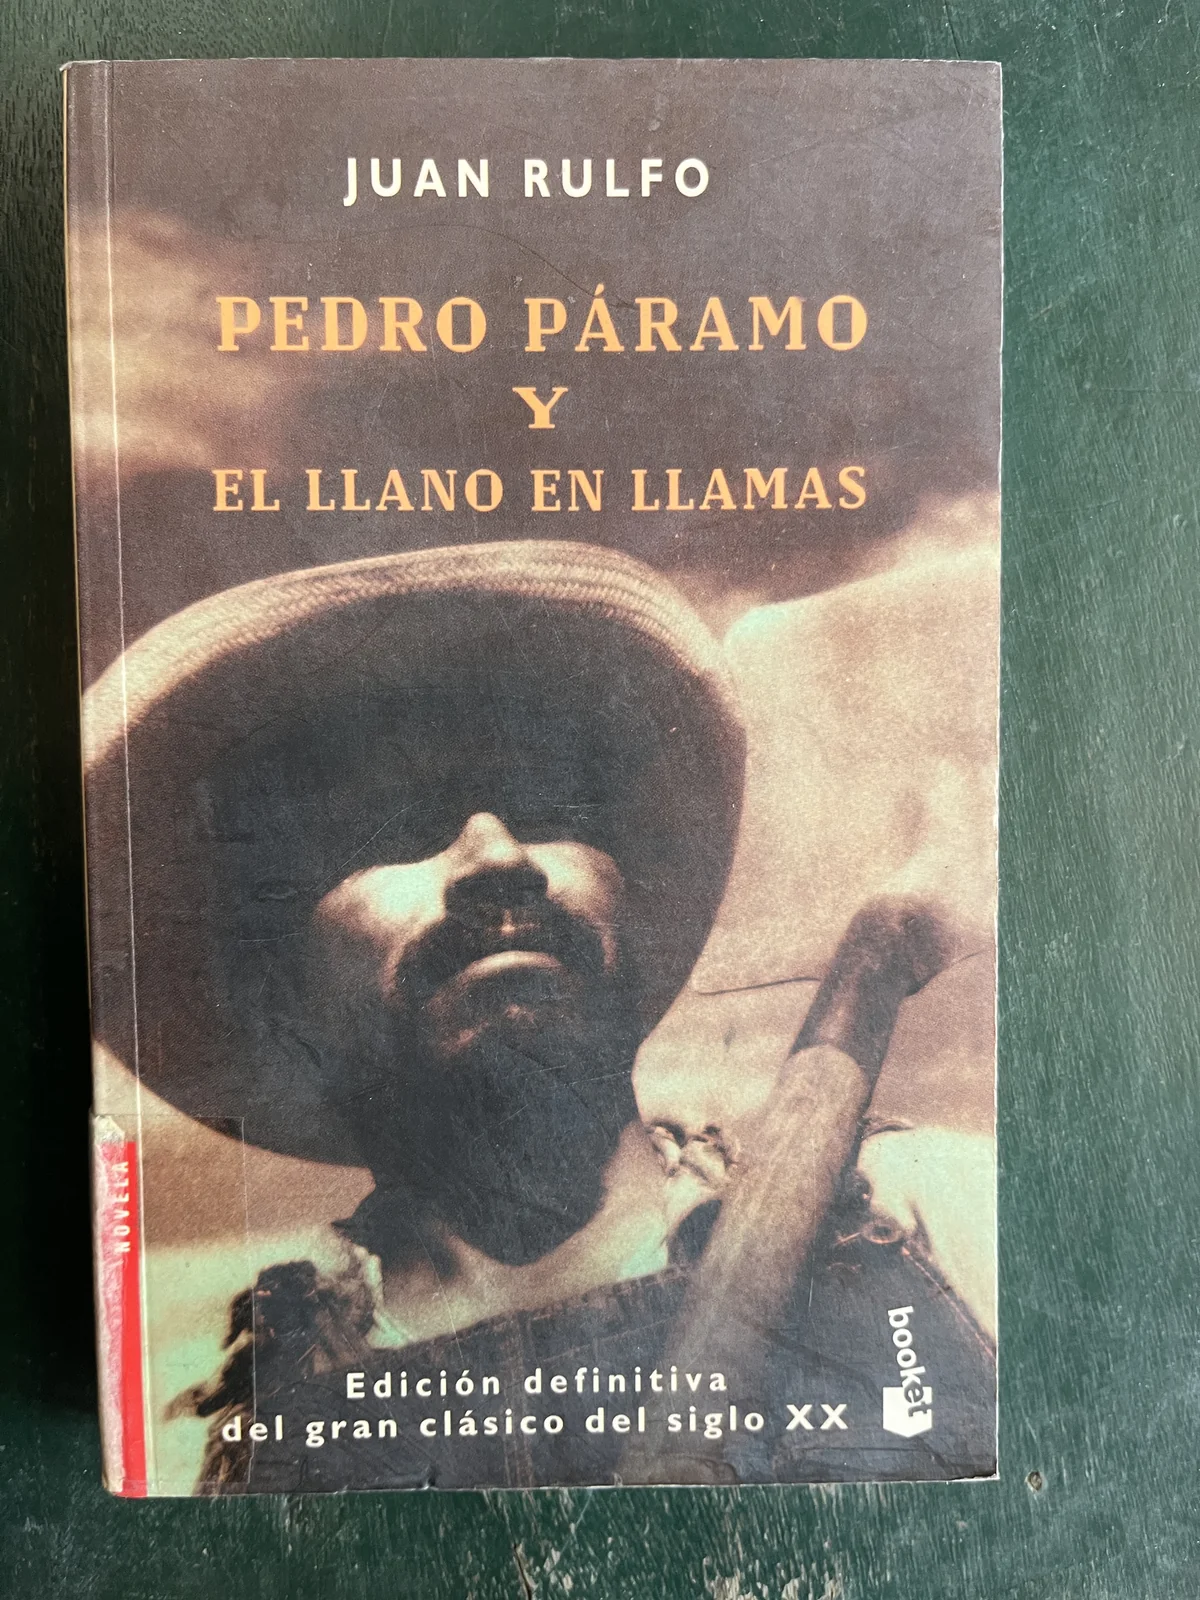 JUAN RULFO
PEDRO PÁRAMO
Y
EL LLANO EN LLAMAS
NOVELA
Edición definitiva
del gran clásico del siglo XX
booket